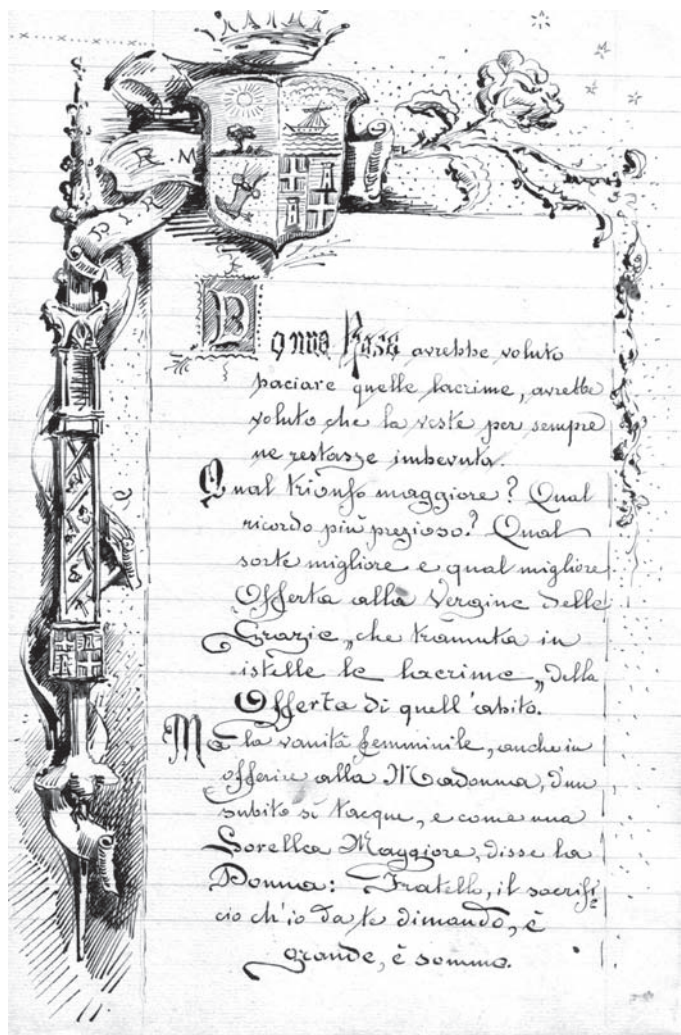 R M
D I R
Donna Rosa avrebbe voluto
baciare quelle lacrime, avrebbe
voluto che la veste per sempre
ne restasse imbevuta.
Qual trionfo maggiore? Qual
ricordo più prezioso? Qual
sorte migliore e qual migliore
Offerta alla Vergine delle
Grazie „che tramuta in
istelle le lacrime„ della
Offerta di quell'abito.
Ma la vanità femminile, anche in
offerire alla Madonna, d'un
subito si tacque, e come una
Sorella Maggiore, disse la
Donna: Fratello, il sacrifi
cio ch'io da te dimando, è
grande, è sommo.